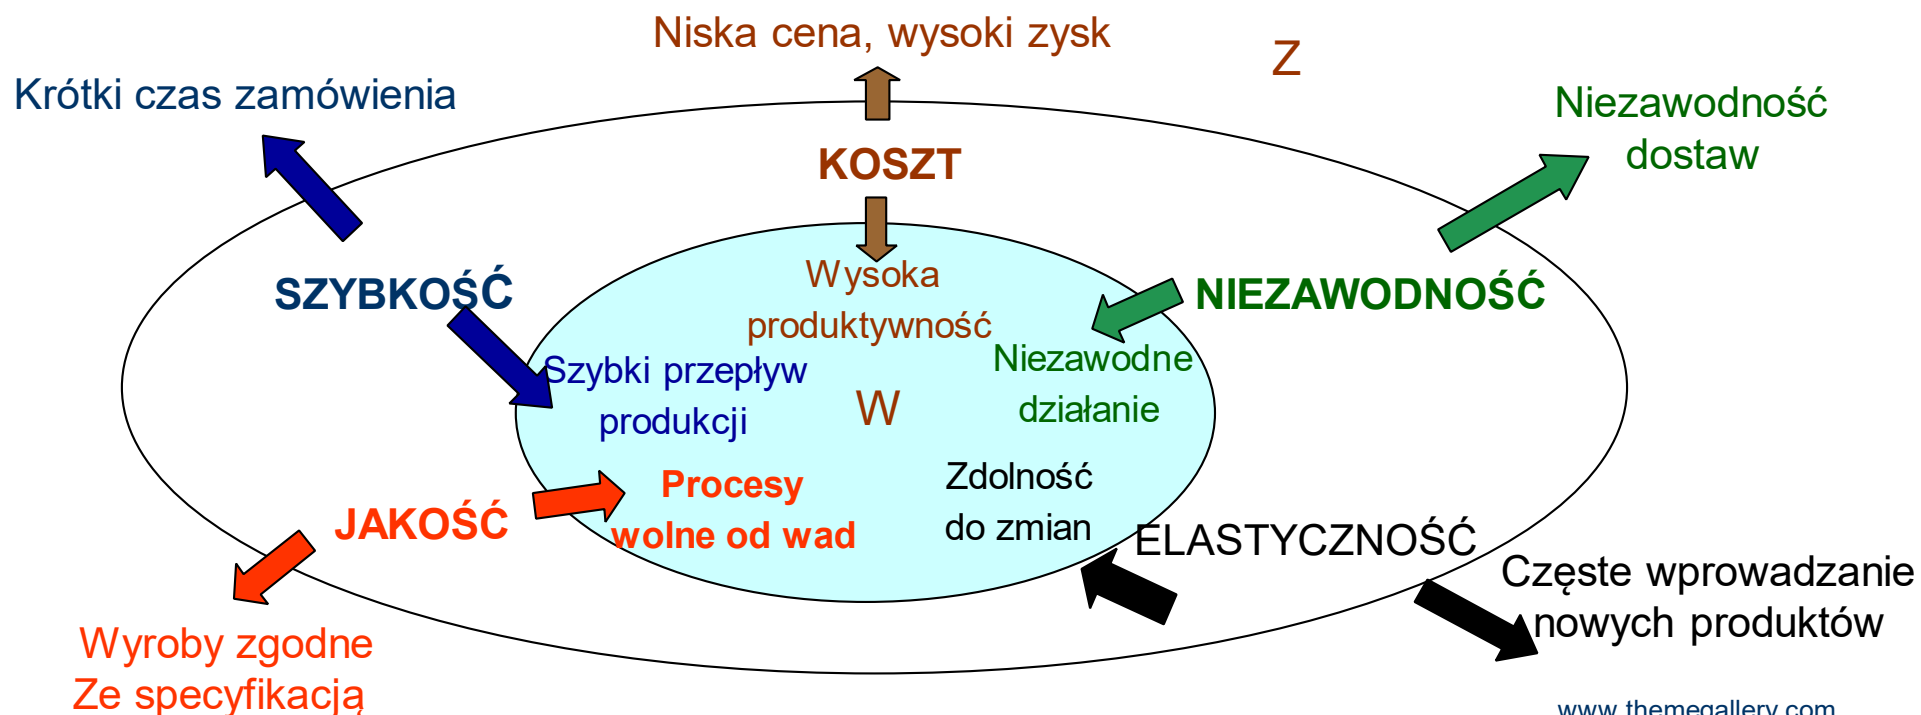 Niska cena, wysoki zysk
Z
Krótki czas zamówienia
Niezawodność
dostaw
KOSZT
SZYBKOŚĆ
NIEZAWODNOŚĆ
Wysoka
produktywność
Szybki przepływ
produkcji
W
Niezawodne
działanie
Procesy
wolne od wad
Zdolność
do zmian
JAKOŚĆ
ELASTYCZNOŚĆ
Częste wprowadzanie
nowych produktów
Wyroby zgodne
Ze specyfikacją
www.themegallery.com